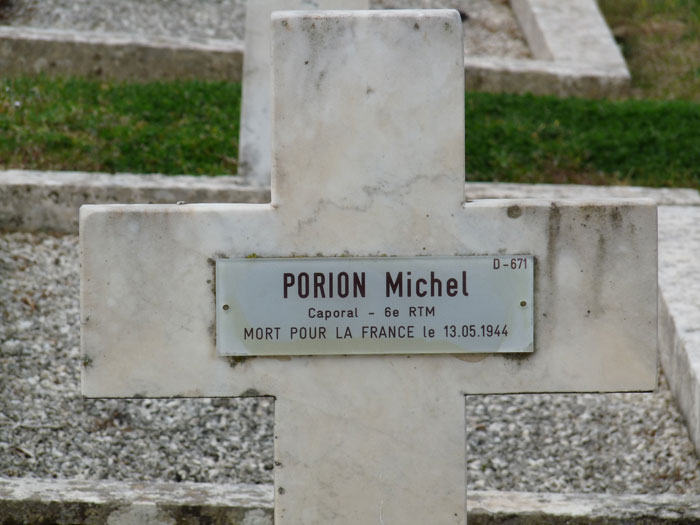 D-671
PORION Michel
Caporal - 6e RTM
MORT POUR LA FRANCE le 13.05.1944